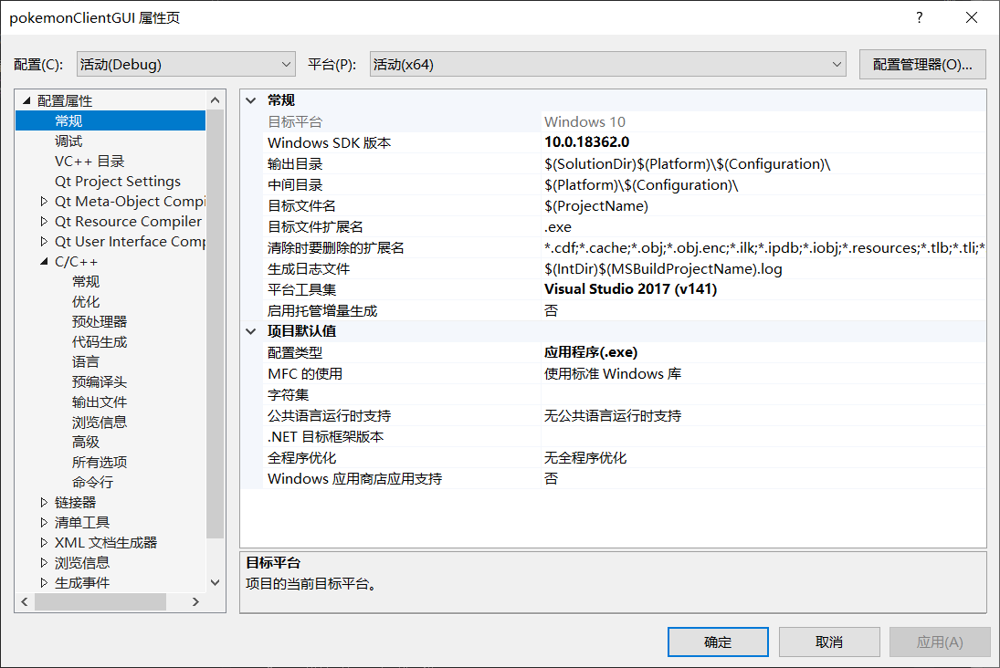 pokemonClientGUI 属性页
配置(C): 活动(Debug) 平台(P): 活动(x64) 配置管理器(O)...
配置属性
常规
调试
VC++ 目录
Qt Project Settings
Qt Meta-Object Compi
Qt Resource Compiler
Qt User Interface Comp
C/C++
常规
优化
预处理器
代码生成
语言
预编译头
输出文件
浏览信息
高级
所有选项
命令行
链接器
清单工具
XML 文档生成器
浏览信息
生成事件
常规
目标平台 Windows 10
Windows SDK 版本 10.0.18362.0
输出目录 $(SolutionDir)$(Platform)\$(Configuration)\
中间目录 $(Platform)\$(Configuration)\
目标文件名 $(ProjectName)
目标文件扩展名 .exe
清除时要删除的扩展名 *.cdf;*.cache;*.obj;*.obj.enc;*.ilk;*.ipdb;*.iobj;*.resources;*.tlb;*.tli;*
生成日志文件 $(IntDir)$(MSBuildProjectName).log
平台工具集 Visual Studio 2017 (v141)
启用托管增量生成 否
项目默认值
配置类型 应用程序(.exe)
MFC 的使用 使用标准 Windows 库
字符集
公共语言运行时支持 无公共语言运行时支持
.NET 目标框架版本
全程序优化 无全程序优化
Windows 应用商店应用支持 否
目标平台
项目的当前目标平台。
确定 取消 应用(A)